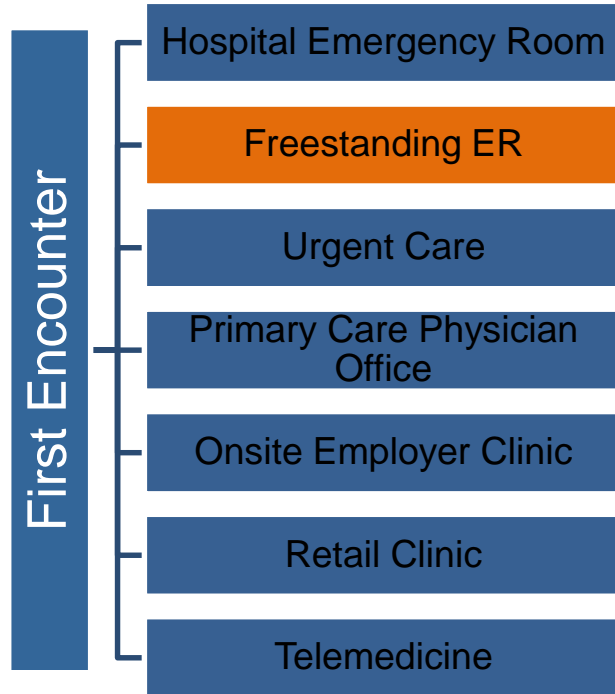 First Encounter
Hospital Emergency Room
Freestanding ER
Urgent Care
Primary Care Physician
Office
Onsite Employer Clinic
Retail Clinic
Telemedicine